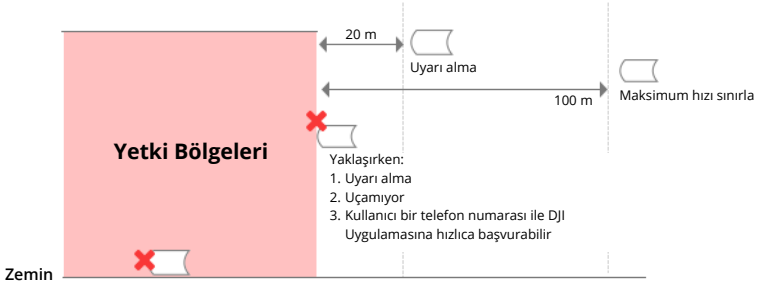 20 m
Uyarı alma
Maksimum hızı sınırla
100 m
Yetki Bölgeleri
Yaklaşırken:
1. Uyarı alma
2. Uçamıyor
3. Kullanıcı bir telefon numarası ile DJI
Uygulamasına hızlıca başvurabilir
Zemin